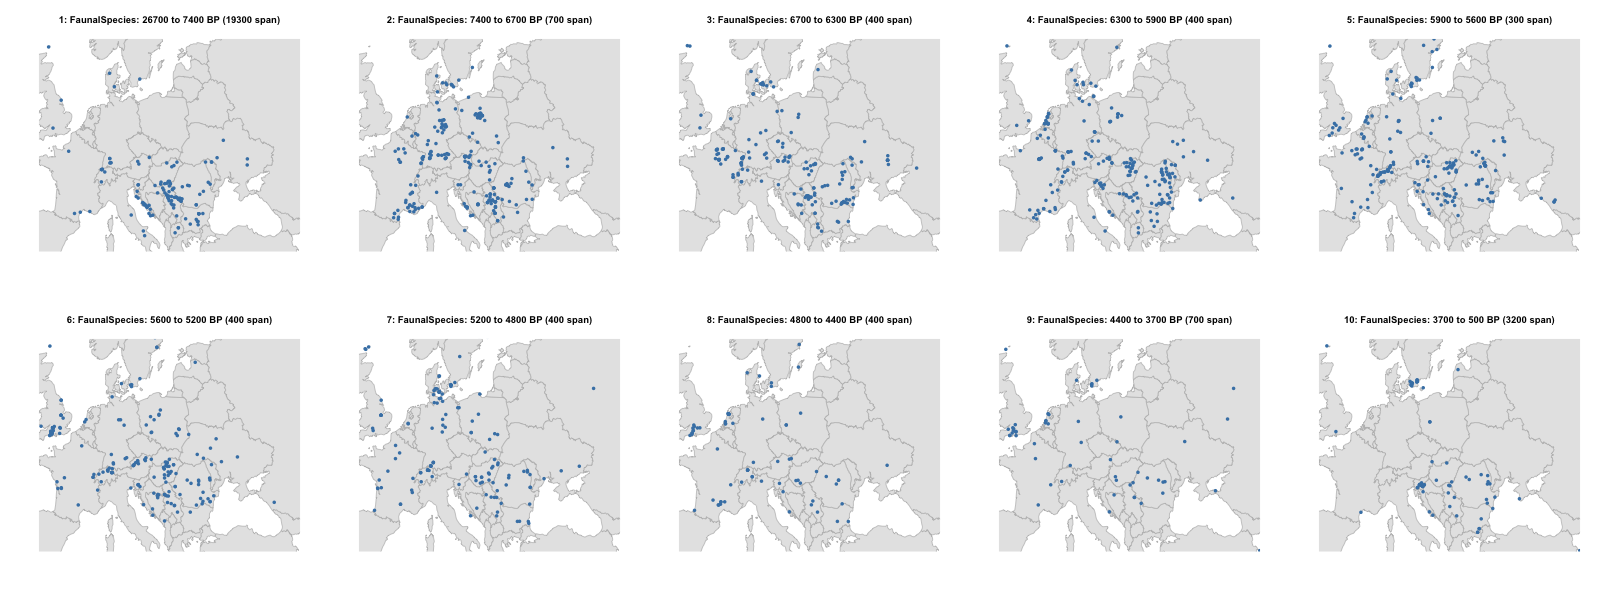 1: FaunalSpecies: 26700 to 7400 BP (19300 span)
2: FaunalSpecies: 7400 to 6700 BP (700 span)
3: FaunalSpecies: 6700 to 6300 BP (400 span)
4: FaunalSpecies: 6300 to 5900 BP (400 span)
5: FaunalSpecies: 5900 to 5600 BP (300 span)
6: FaunalSpecies: 5600 to 5200 BP (400 span)
7: FaunalSpecies: 5200 to 4800 BP (400 span)
8: FaunalSpecies: 4800 to 4400 BP (400 span)
9: FaunalSpecies: 4400 to 3700 BP (700 span)
10: FaunalSpecies: 3700 to 500 BP (3200 span)